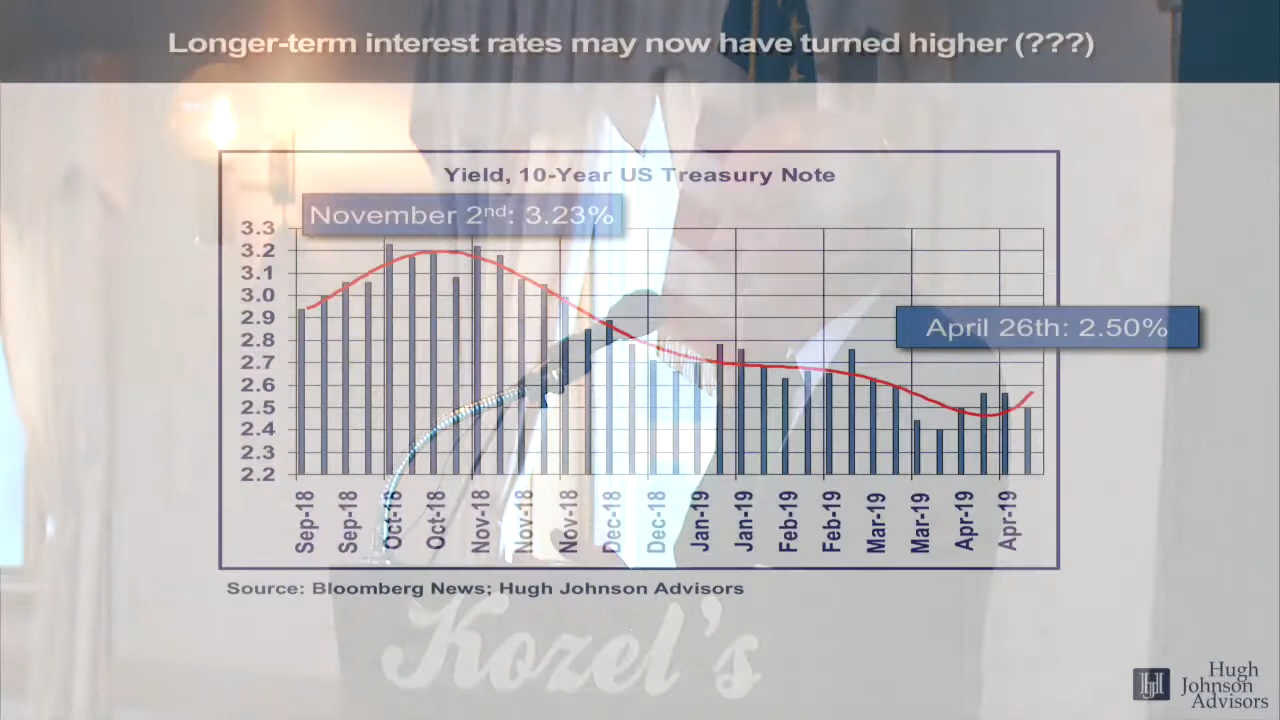 Longer-term interest rates may now have turned higher (???)
Yield, 10-Year US Treasury Note
November 2nd: 3.23%
April 26th: 2.50%
3.3
3.2
3.1
3.0
2.9
2.8
2.7
2.6
2.5
2.4
2.3
2.2
Sep-18
Sep-18
Oct-18
Oct-18
Nov-18
Nov-18
Nov-18
Dec-18
Dec-18
Jan-19
Jan-19
Feb-19
Feb-19
Mar-19
Mar-19
Apr-19
Apr-19
Source: Bloomberg News; Hugh Johnson Advisors
Kozel's
HJ
Hugh
Johnson
Advisors